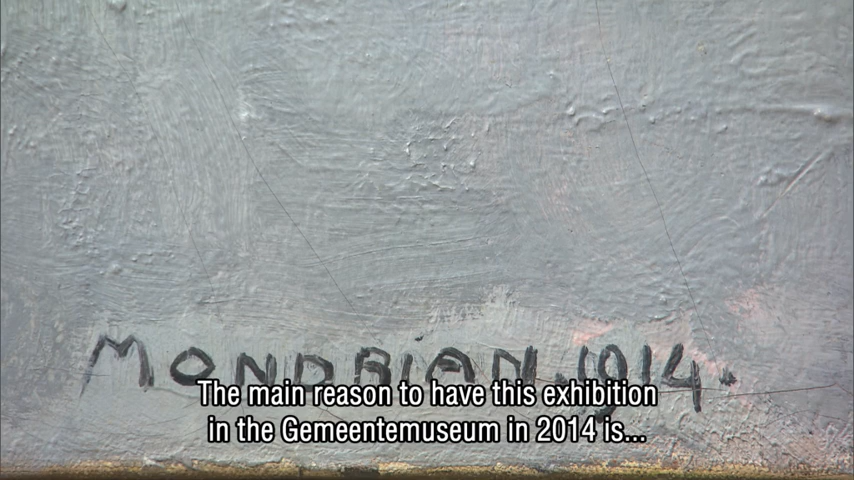 MONDRIAN. 1914.
The main reason to have this exhibition
in the Gemeentemuseum in 2014 is...